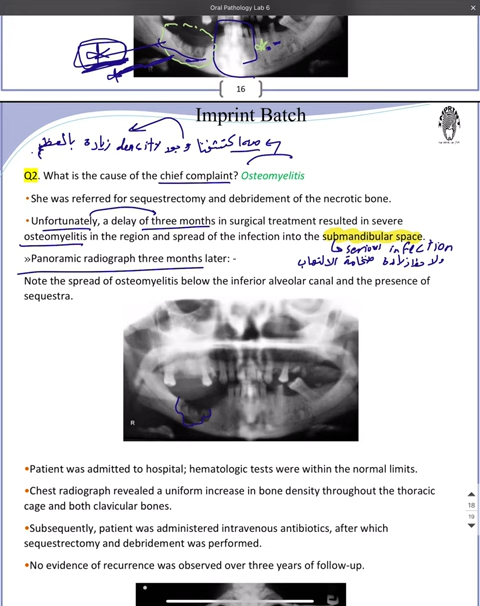 Oral Pathology Lab 6
16
Imprint Batch
اكتشفنا وجود density زيادة بالعظم.
Q2. What is the cause of the chief complaint? Osteomyelitis
•She was referred for sequestrectomy and debridement of the necrotic bone.
•Unfortunately, a delay of three months in surgical treatment resulted in severe
osteomyelitis in the region and spread of the infection into the submandibular space.
serious infection
»Panoramic radiograph three months later: -
الالتهاب
Note the spread of osteomyelitis below the inferior alveolar canal and the presence of
sequestra.
R
•Patient was admitted to hospital; hematologic tests were within the normal limits.
•Chest radiograph revealed a uniform increase in bone density throughout the thoracic
cage and both clavicular bones.
•Subsequently, patient was administered intravenous antibiotics, after which
sequestrectomy and debridement was performed.
•No evidence of recurrence was observed over three years of follow-up.
18
19